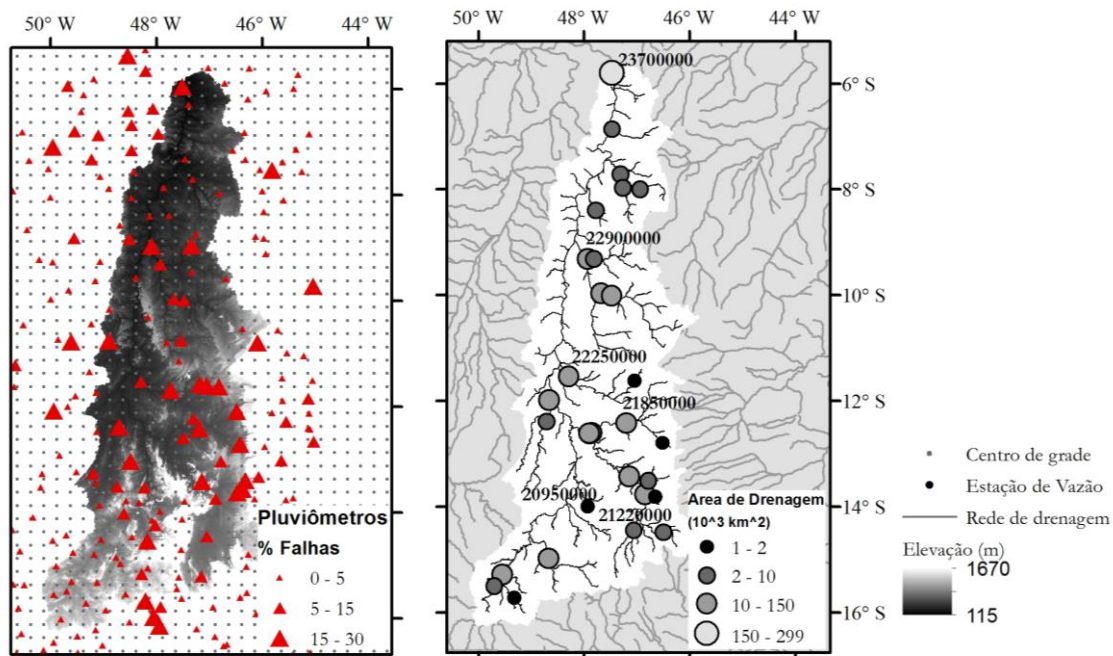 50° W 48° W 46° W 44° W
Pluviômetros
% Falhas
0 - 5
5 - 15
15 - 30
50° W 48° W 46° W 44° W
23700000
22900000
22250000
21850000
20950000
21220000
Area de Drenagem
(10^3 km^2)
1 - 2
2 - 10
10 - 150
150 - 299
6° S
8° S
10° S
12° S
14° S
16° S
Centro de grade
Estação de Vazão
Rede de drenagem
Elevação (m)
1670
115